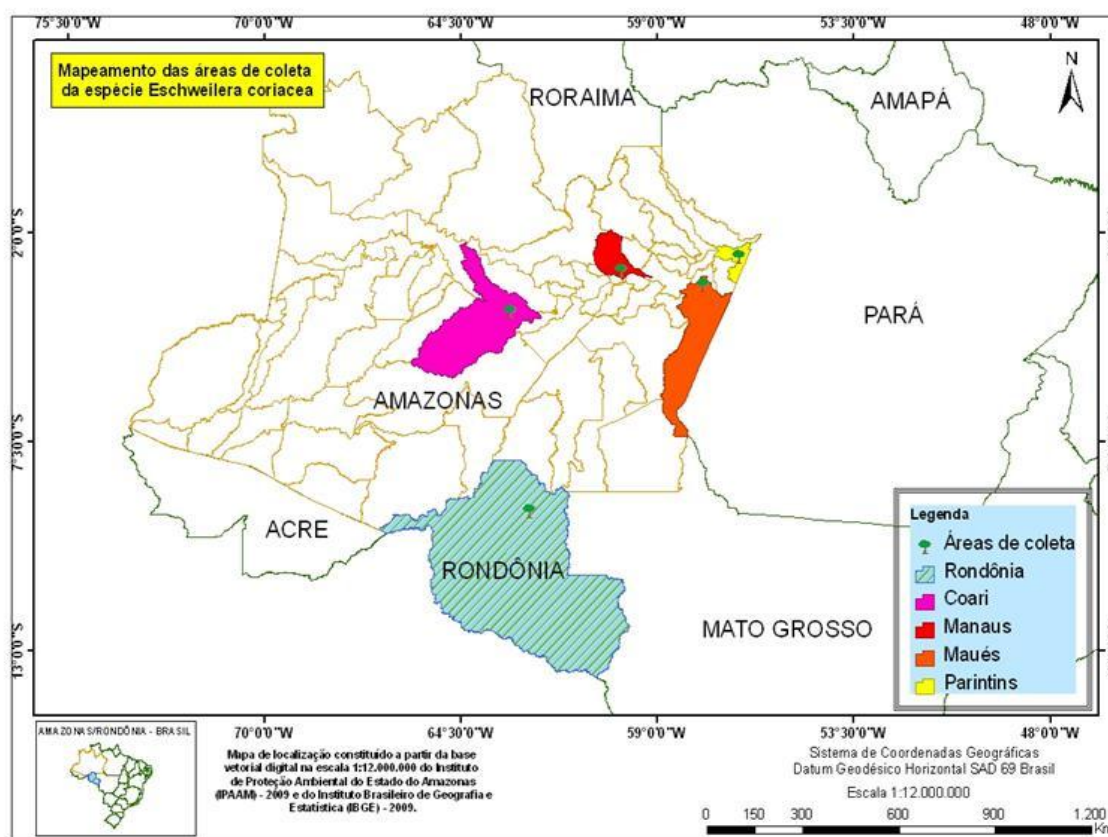 75°30'0"W
70°0'0"W
64°30'0"W
59°0'0"W
53°30'0"W
48°0'0"W
Mapeamento das áreas de coleta
da espécie Eschweilera coriacea
N
RORAIMA
AMAPÁ
2°0'0"S
PARÁ
AMAZONAS
7°30'0"S
ACRE
RONDÔNIA
MATO GROSSO
13°0'0"S
Legenda
Áreas de coleta
Rondônia
Coari
Manaus
Maués
Parintins
70°0'0"W
64°30'0"W
59°0'0"W
53°30'0"W
48°0'0"W
AMAZONAS/RONDÔNIA - BRASIL
Mapa de localização constituído a partir da base
vetorial digital na escala 1:12.000.000 do Instituto
de Proteção Ambiental do Estado do Amazonas
(IPAAM) - 2009 e do Instituto Brasileiro de Geografia e
Estatística (IBGE) - 2009.
Sistema de Coordenadas Geográficas
Datum Geodésico Horizontal SAD 69 Brasil
Escala 1:12.000.000
0 150 300 600 900 1.200